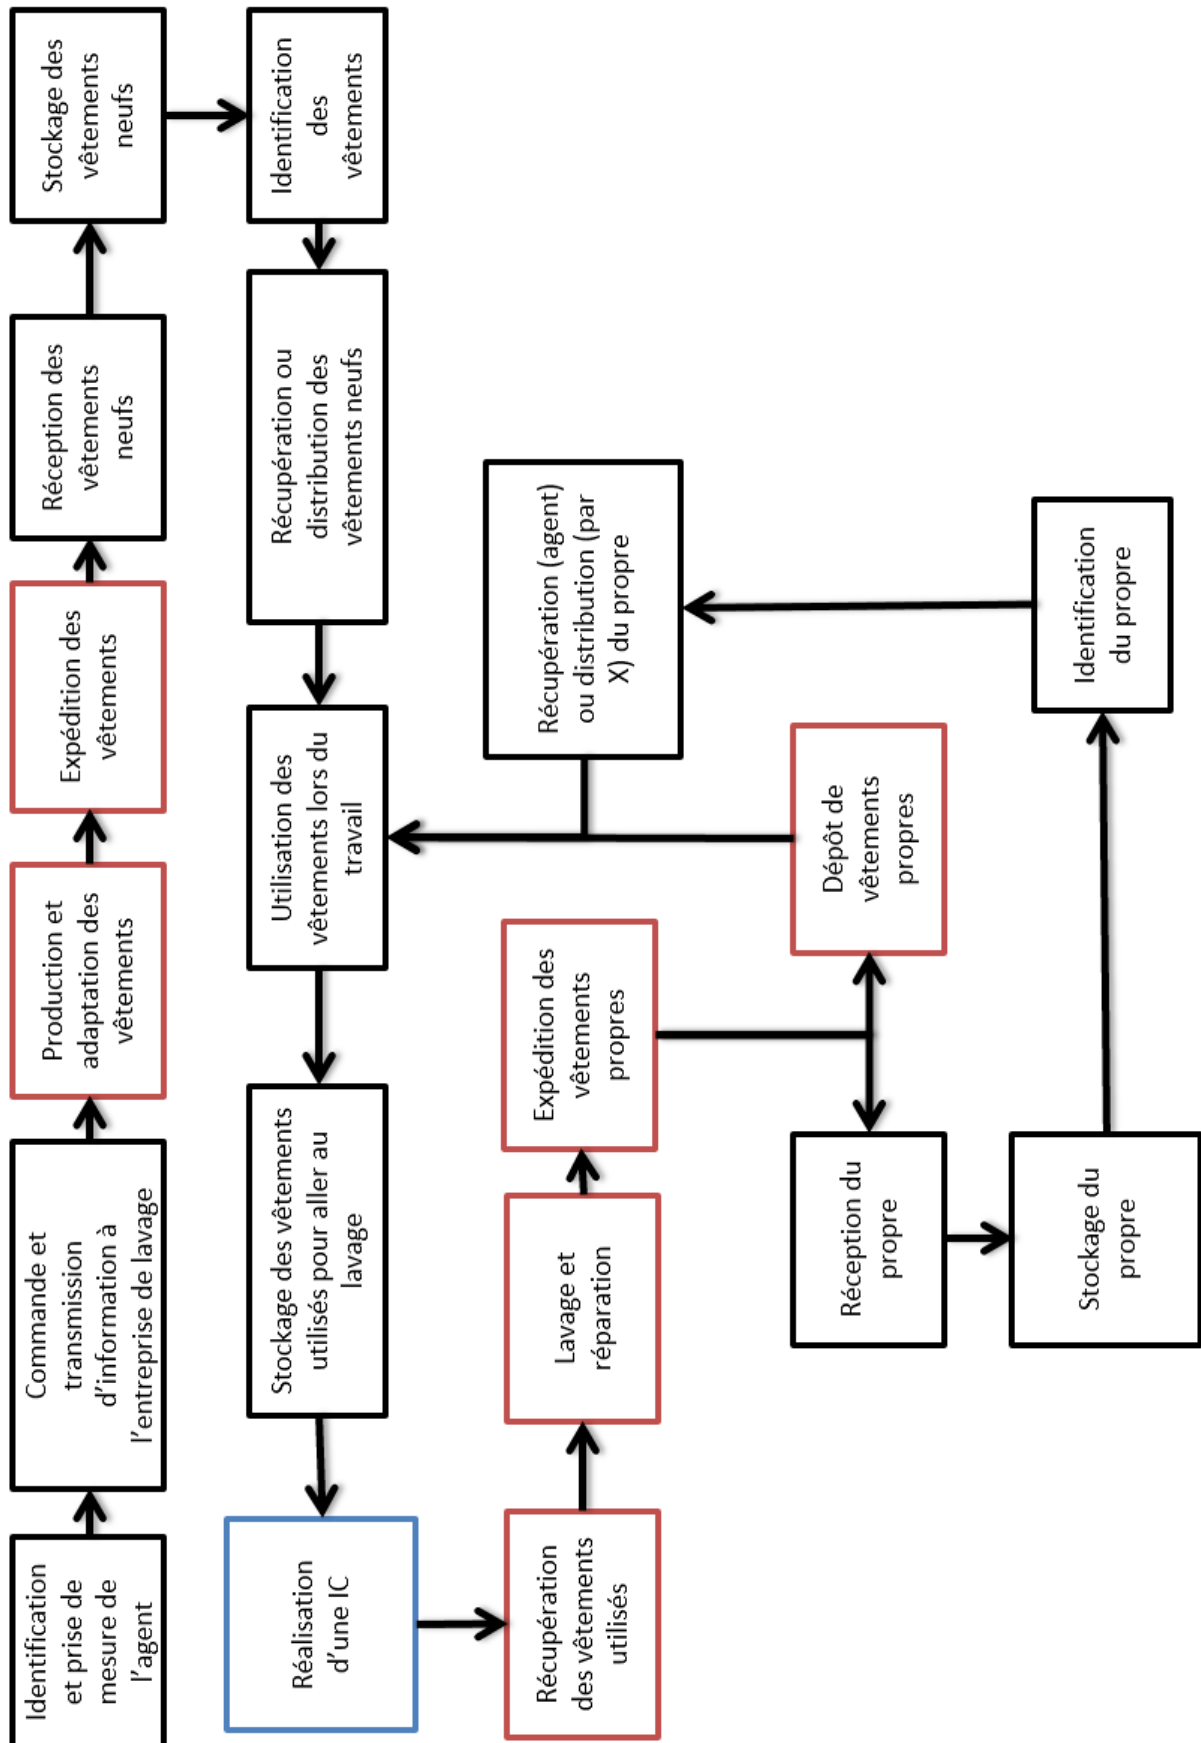 Identification
et prise de
mesure de
l'agent
Commande et
transmission
d'information à
l'entreprise de lavage
Production et
adaptation des
vêtements
Expédition des
vêtements
Réception des
vêtements
neufs
Stockage des
vêtements
neufs
Identification
des
vêtements
Récupération ou
distribution des
vêtements neufs
Utilisation des
vêtements lors du
travail
Stockage des vêtements
utilisés pour aller au
lavage
Réalisation
d'une IC
Récupération
des vêtements
utilisés
Lavage et
réparation
Expédition des
vêtements
propres
Dépôt de
vêtements
propres
Réception du
propre
Stockage du
propre
Identification
du propre
Récupération (agent)
ou distribution (par
X) du propre